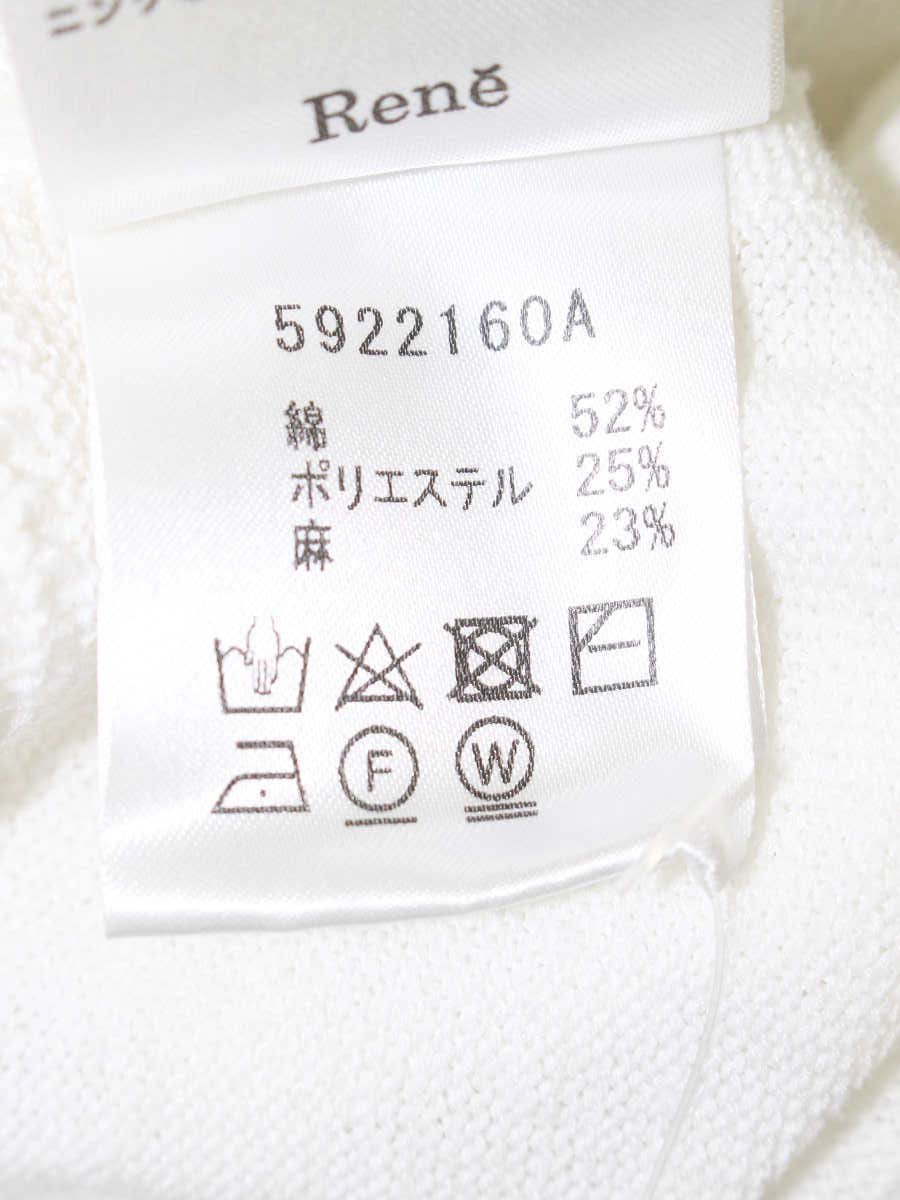 René
5922160A
綿 52%
ポリエステル 25%
麻 23%
F W